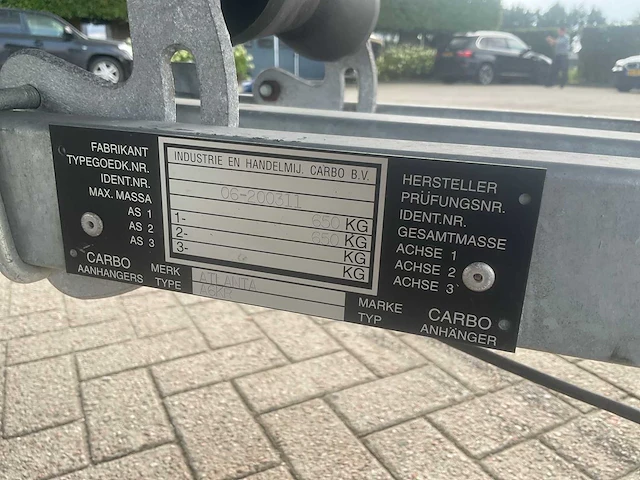 FABRIKANT
TYPEGOEDK.NR.
IDENT.NR.
MAX. MASSA
AS 1
AS 2
AS 3
CARBO
AANHANGERS
MERK
TYPE
INDUSTRIE EN HANDELMIJ. CARBO B.V.
06-200311
KG
1- 650 KG
2- 650 KG
3- KG
ATLANTA
HERSTELLER
PRÜFUNGSNR.
IDENT.NR.
GESAMTMASSE
ACHSE 1
ACHSE 2
ACHSE 3
MARKE
TYP
CARBO
ANHÄNGER